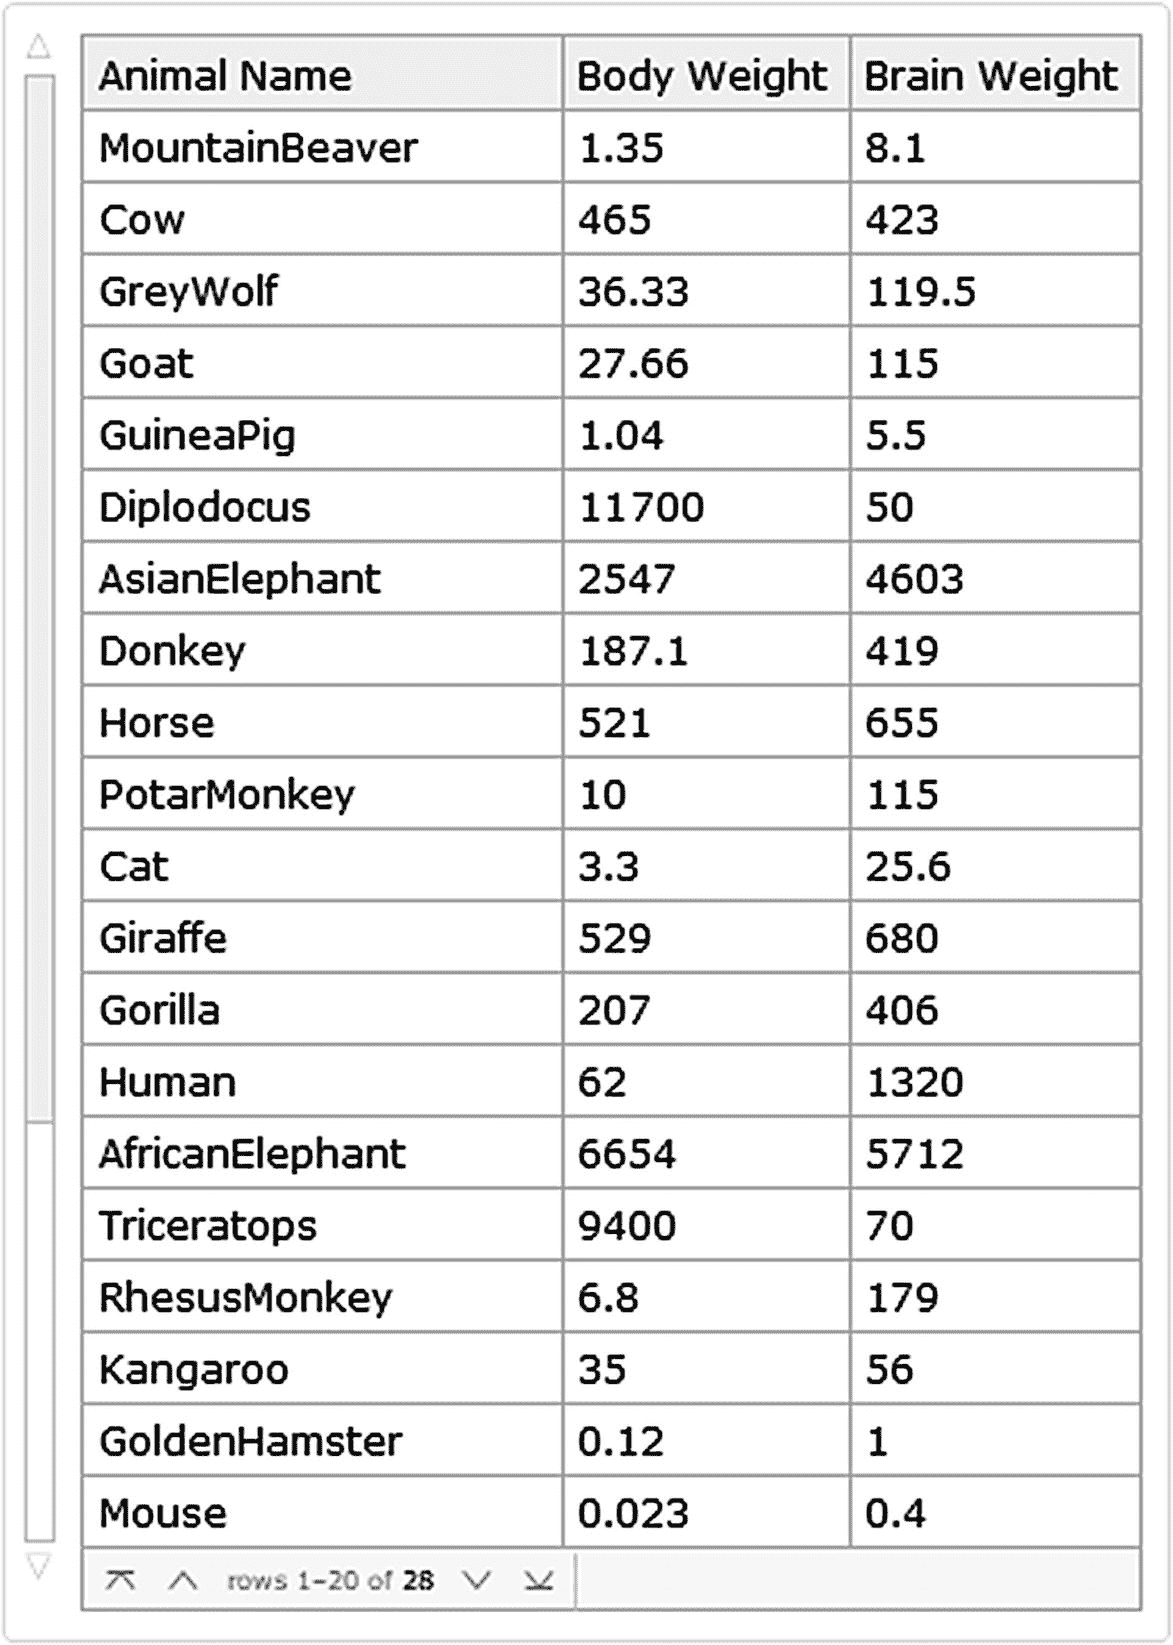 Animal Name Body Weight Brain Weight
MountainBeaver 1.35 8.1
Cow 465 423
GreyWolf 36.33 119.5
Goat 27.66 115
GuineaPig 1.04 5.5
Diplodocus 11700 50
AsianElephant 2547 4603
Donkey 187.1 419
Horse 521 655
PotarMonkey 10 115
Cat 3.3 25.6
Giraffe 529 680
Gorilla 207 406
Human 62 1320
AfricanElephant 6654 5712
Triceratops 9400 70
RhesusMonkey 6.8 179
Kangaroo 35 56
GoldenHamster 0.12 1
Mouse 0.023 0.4
rows 1–20 of 28